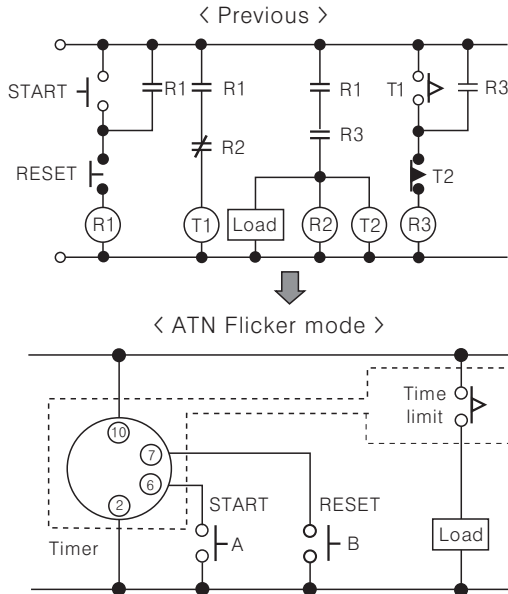 < Previous >
START
R1
R1
R1
T1
R3
R2
R3
RESET
T2
R1
T1
Load
R2
T2
R3
< ATN Flicker mode >
Time
limit
10
7
6
2
START
RESET
A
B
Load
Timer